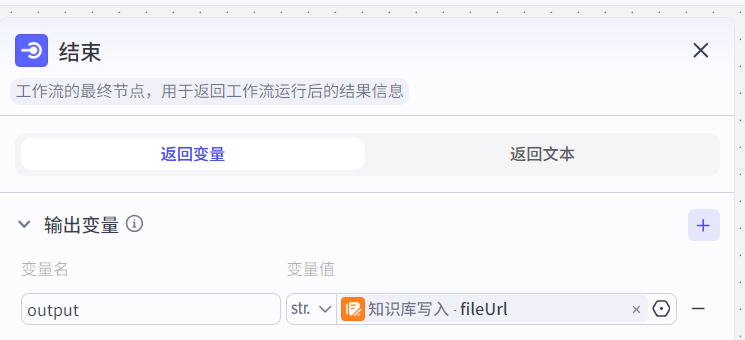 结束
工作流的最终节点，用于返回工作流运行后的结果信息
返回变量 返回文本
输出变量
变量名 变量值
output str. 知识库写入 - fileUrl